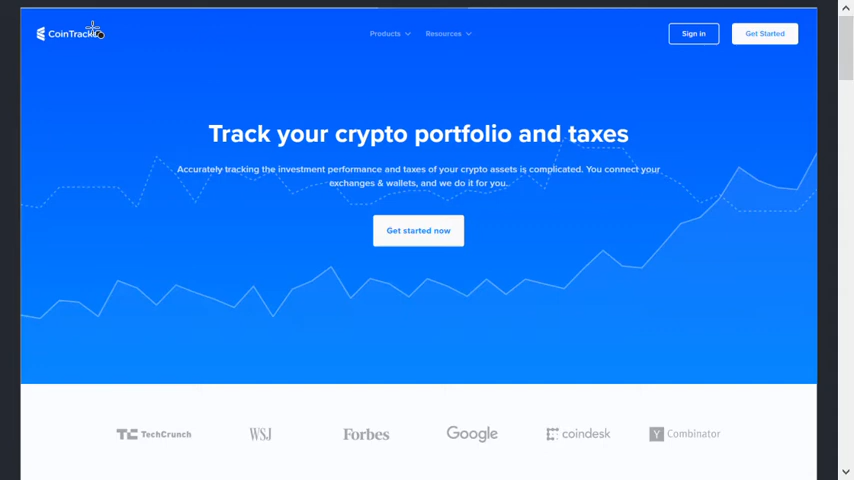 CoinTracker
Products
Resources
Sign in
Get Started
Track your crypto portfolio and taxes
Accurately tracking the investment performance and taxes of your crypto assets is complicated. You connect your
exchanges & wallets, and we do it for you.
Get started now
TechCrunch
WSJ
Forbes
Google
coindesk
Y Combinator